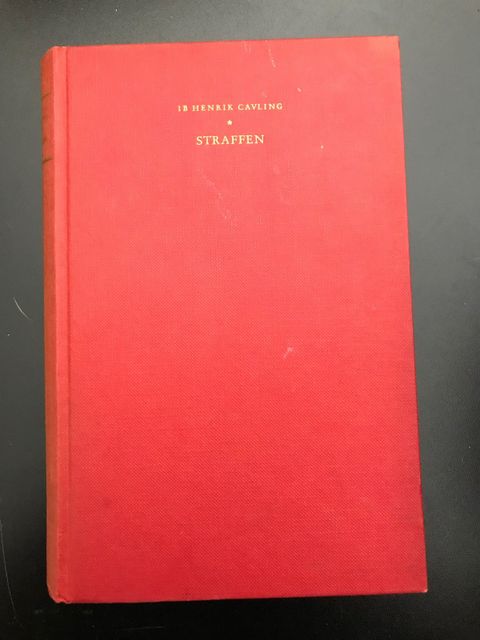 IB HENRIK CAVLING
*
STRAFFEN